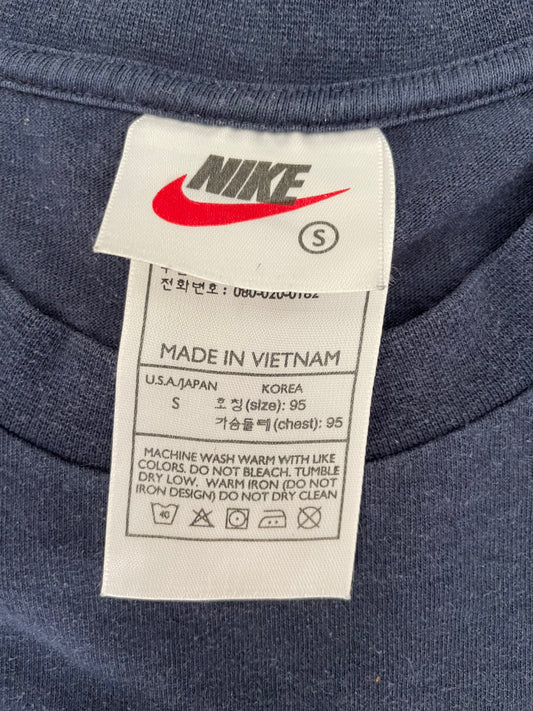 NIKE
S
전화번호: 080-020-0182
MADE IN VIETNAM
U.S.A./JAPAN KOREA
S 호칭(size): 95
가슴둘레(chest): 95
MACHINE WASH WARM WITH LIKE
COLORS. DO NOT BLEACH. TUMBLE
DRY LOW. WARM IRON (DO NOT
IRON DESIGN) DO NOT DRY CLEAN
40